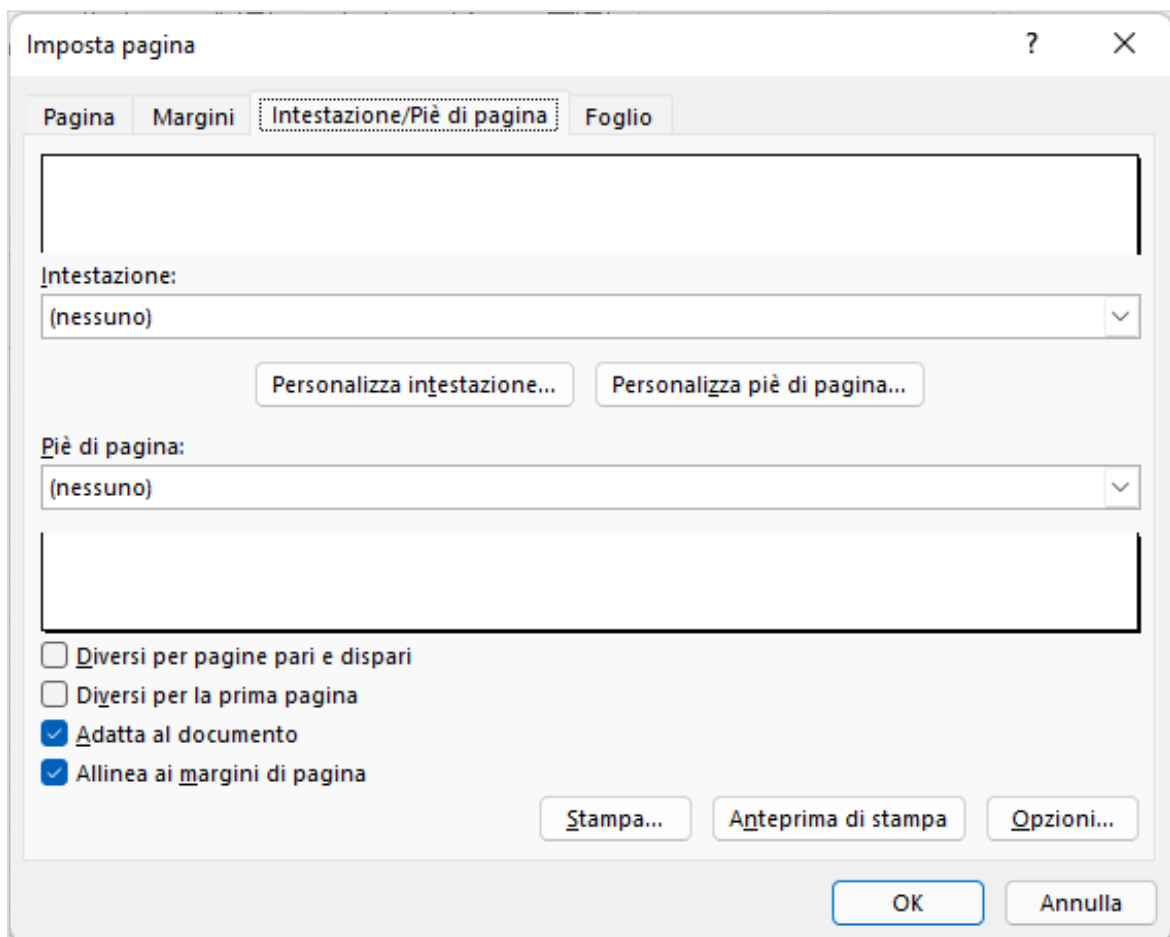 Imposta pagina ?
Pagina Margini Intestazione/Piè di pagina Foglio
Intestazione:
(nessuno)
Personalizza intestazione... Personalizza piè di pagina...
Piè di pagina:
(nessuno)
Diversi per pagine pari e dispari
Diversi per la prima pagina
Adatta al documento
Allinea ai margini di pagina
Stampa... Anteprima di stampa Opzioni...
OK Annulla